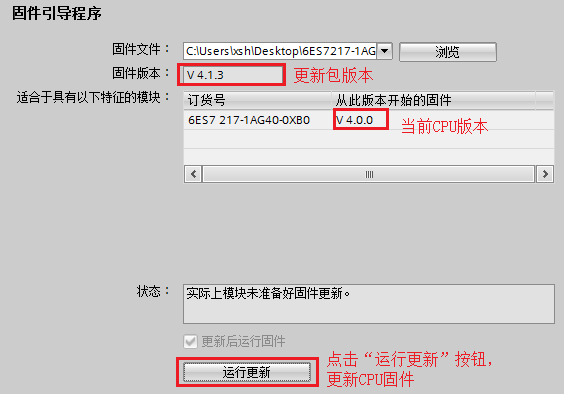 固件引导程序
固件文件： C:\Users\xsh\Desktop\6ES7217-1AG 浏览
固件版本： V 4.1.3 更新包版本
适合于具有以下特征的模块： 订货号 从此版本开始的固件
6ES7 217-1AG40-0XB0 V 4.0.0 当前CPU版本
状态： 实际上模块未准备好固件更新。
更新后运行固件
运行更新 点击“运行更新”按钮，
更新CPU固件